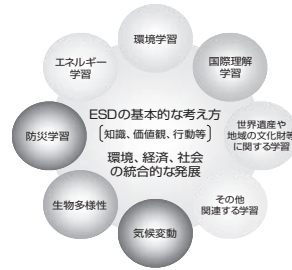 環境学習
エネルギー
学習
国際理解
学習
ESDの基本的な考え方
〔知識、価値観、行動等〕
環境、経済、社会
の統合的な発展
防災学習
世界遺産や
地域の文化財等
に関する学習
生物多様性
その他
関連する学習
気候変動